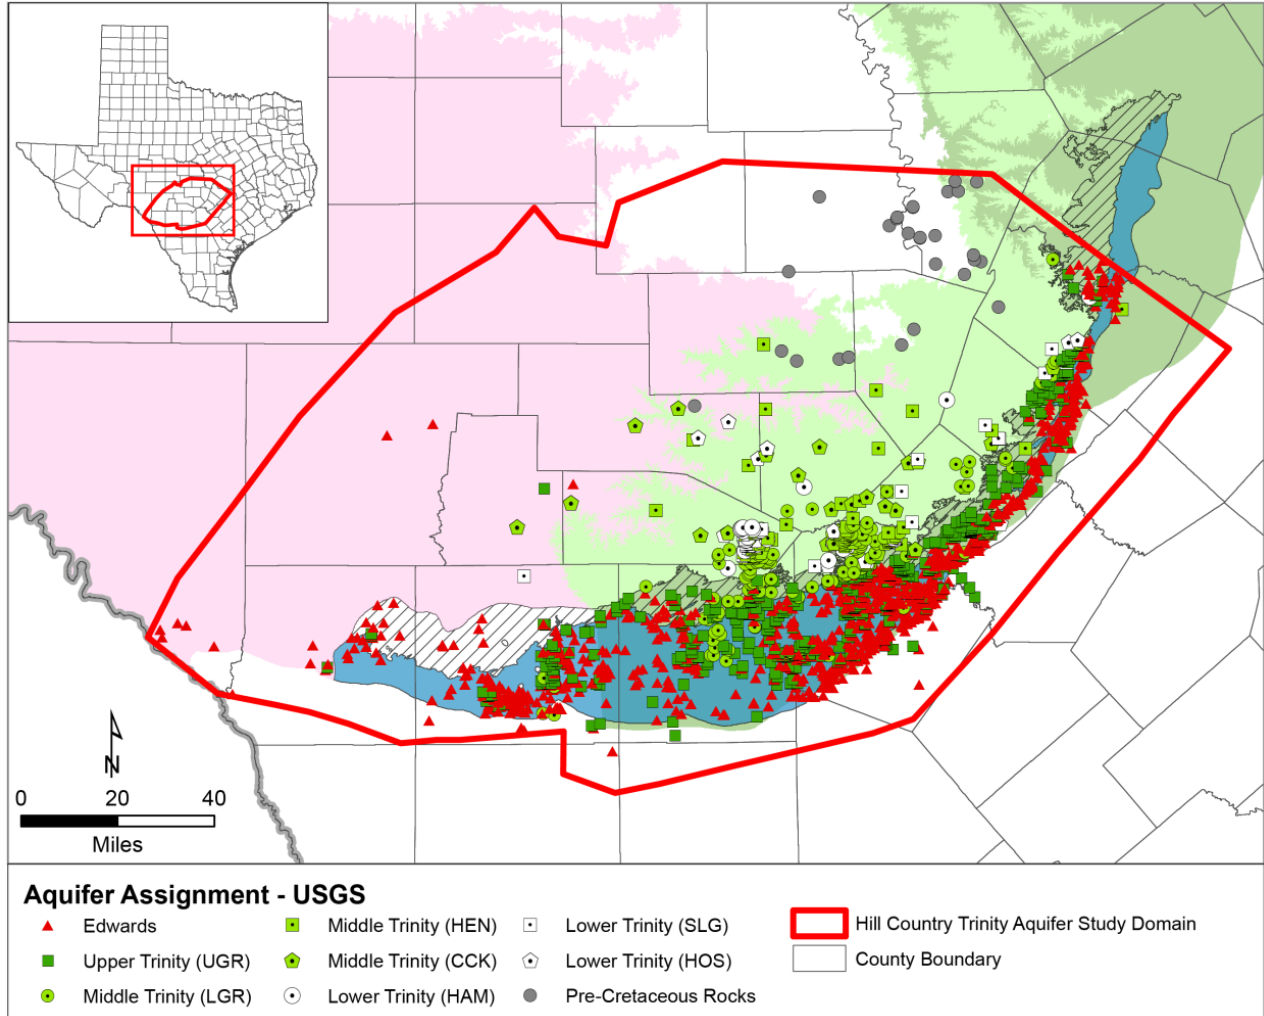 N
0 20 40
Miles
Aquifer Assignment - USGS
Edwards Middle Trinity (HEN) Lower Trinity (SLG) Hill Country Trinity Aquifer Study Domain
Upper Trinity (UGR) Middle Trinity (CCK) Lower Trinity (HOS) County Boundary
Middle Trinity (LGR) Lower Trinity (HAM) Pre-Cretaceous Rocks